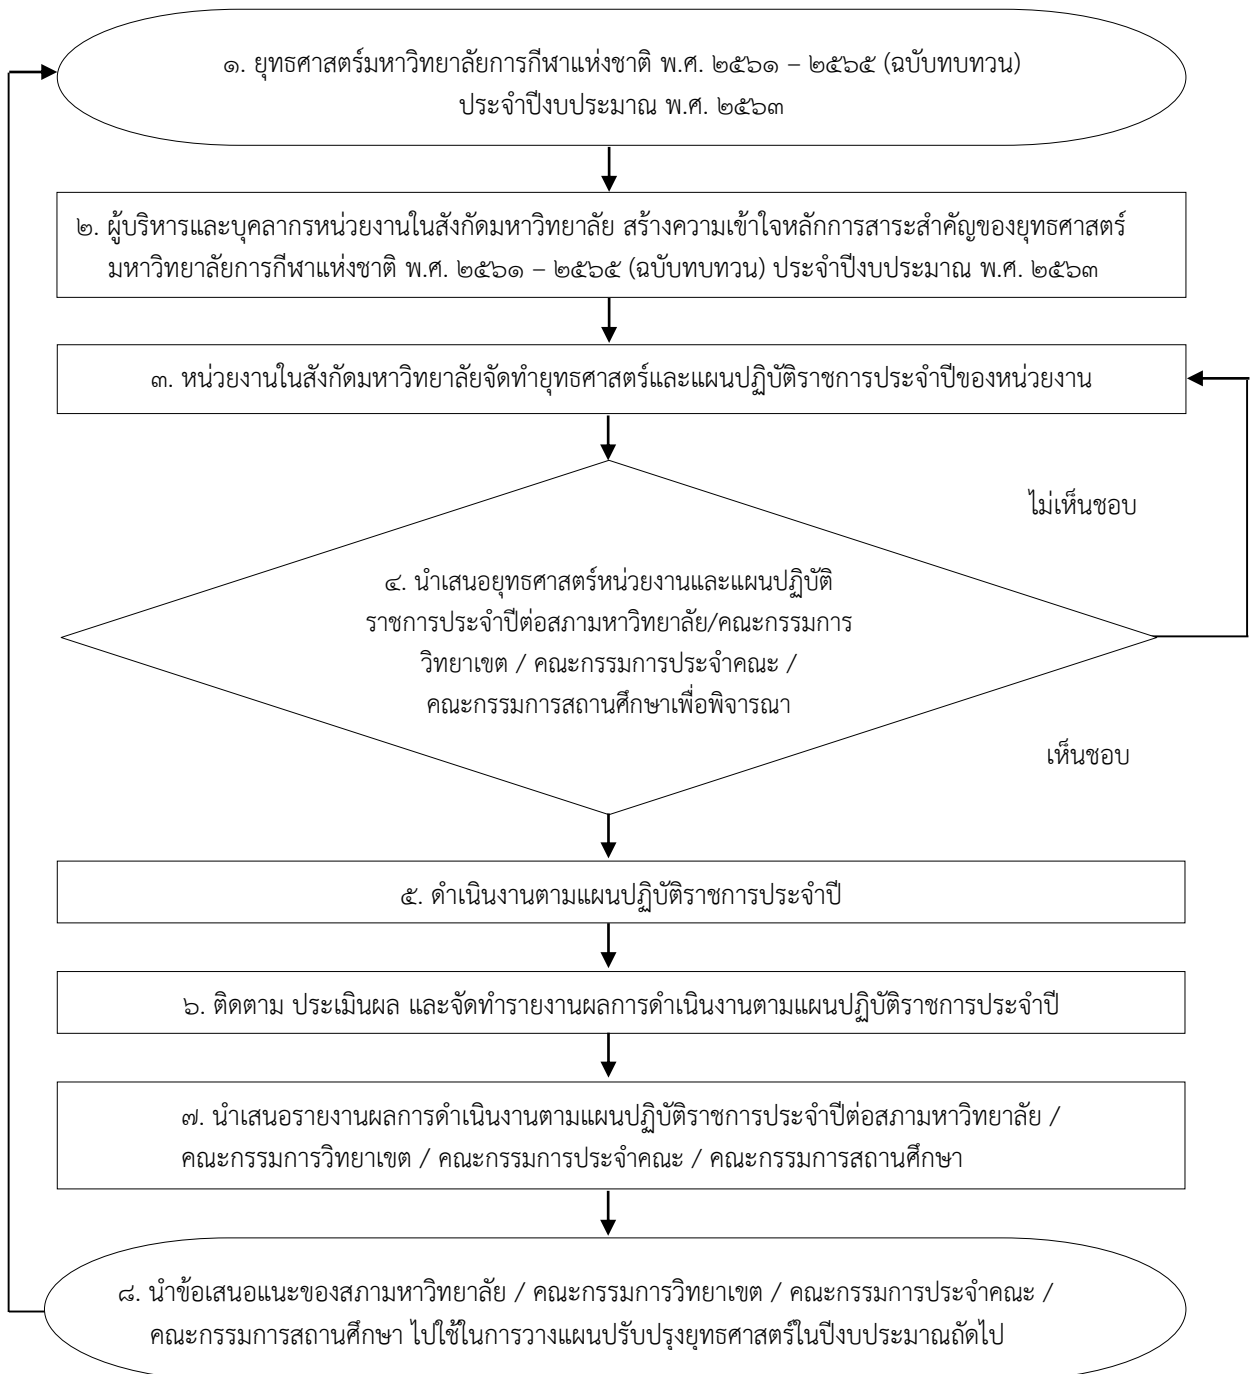 ๑. ยุทธศาสตร์มหาวิทยาลัยการกีฬาแห่งชาติ พ.ศ. ๒๕๖๑ – ๒๕๖๕ (ฉบับทบทวน)
ประจำปีงบประมาณ พ.ศ. ๒๕๖๓
๒. ผู้บริหารและบุคลากรหน่วยงานในสังกัดมหาวิทยาลัย สร้างความเข้าใจหลักการสาระสำคัญของยุทธศาสตร์
มหาวิทยาลัยการกีฬาแห่งชาติ พ.ศ. ๒๕๖๑ – ๒๕๖๕ (ฉบับทบทวน) ประจำปีงบประมาณ พ.ศ. ๒๕๖๓
๓. หน่วยงานในสังกัดมหาวิทยาลัยจัดทำยุทธศาสตร์และแผนปฏิบัติราชการประจำปีของหน่วยงาน
ไม่เห็นชอบ
๔. นำเสนอยุทธศาสตร์หน่วยงานและแผนปฏิบัติ
ราชการประจำปีต่อสภามหาวิทยาลัย/คณะกรรมการ
วิทยาเขต / คณะกรรมการประจำคณะ /
คณะกรรมการสถานศึกษาเพื่อพิจารณา
เห็นชอบ
๕. ดำเนินงานตามแผนปฏิบัติราชการประจำปี
๖. ติดตาม ประเมินผล และจัดทำรายงานผลการดำเนินงานตามแผนปฏิบัติราชการประจำปี
๗. นำเสนอรายงานผลการดำเนินงานตามแผนปฏิบัติราชการประจำปีต่อสภามหาวิทยาลัย /
คณะกรรมการวิทยาเขต / คณะกรรมการประจำคณะ / คณะกรรมการสถานศึกษา
๘. นำข้อเสนอแนะของสภามหาวิทยาลัย / คณะกรรมการวิทยาเขต / คณะกรรมการประจำคณะ /
คณะกรรมการสถานศึกษา ไปใช้ในการวางแผนปรับปรุงยุทธศาสตร์ในปีงบประมาณถัดไป